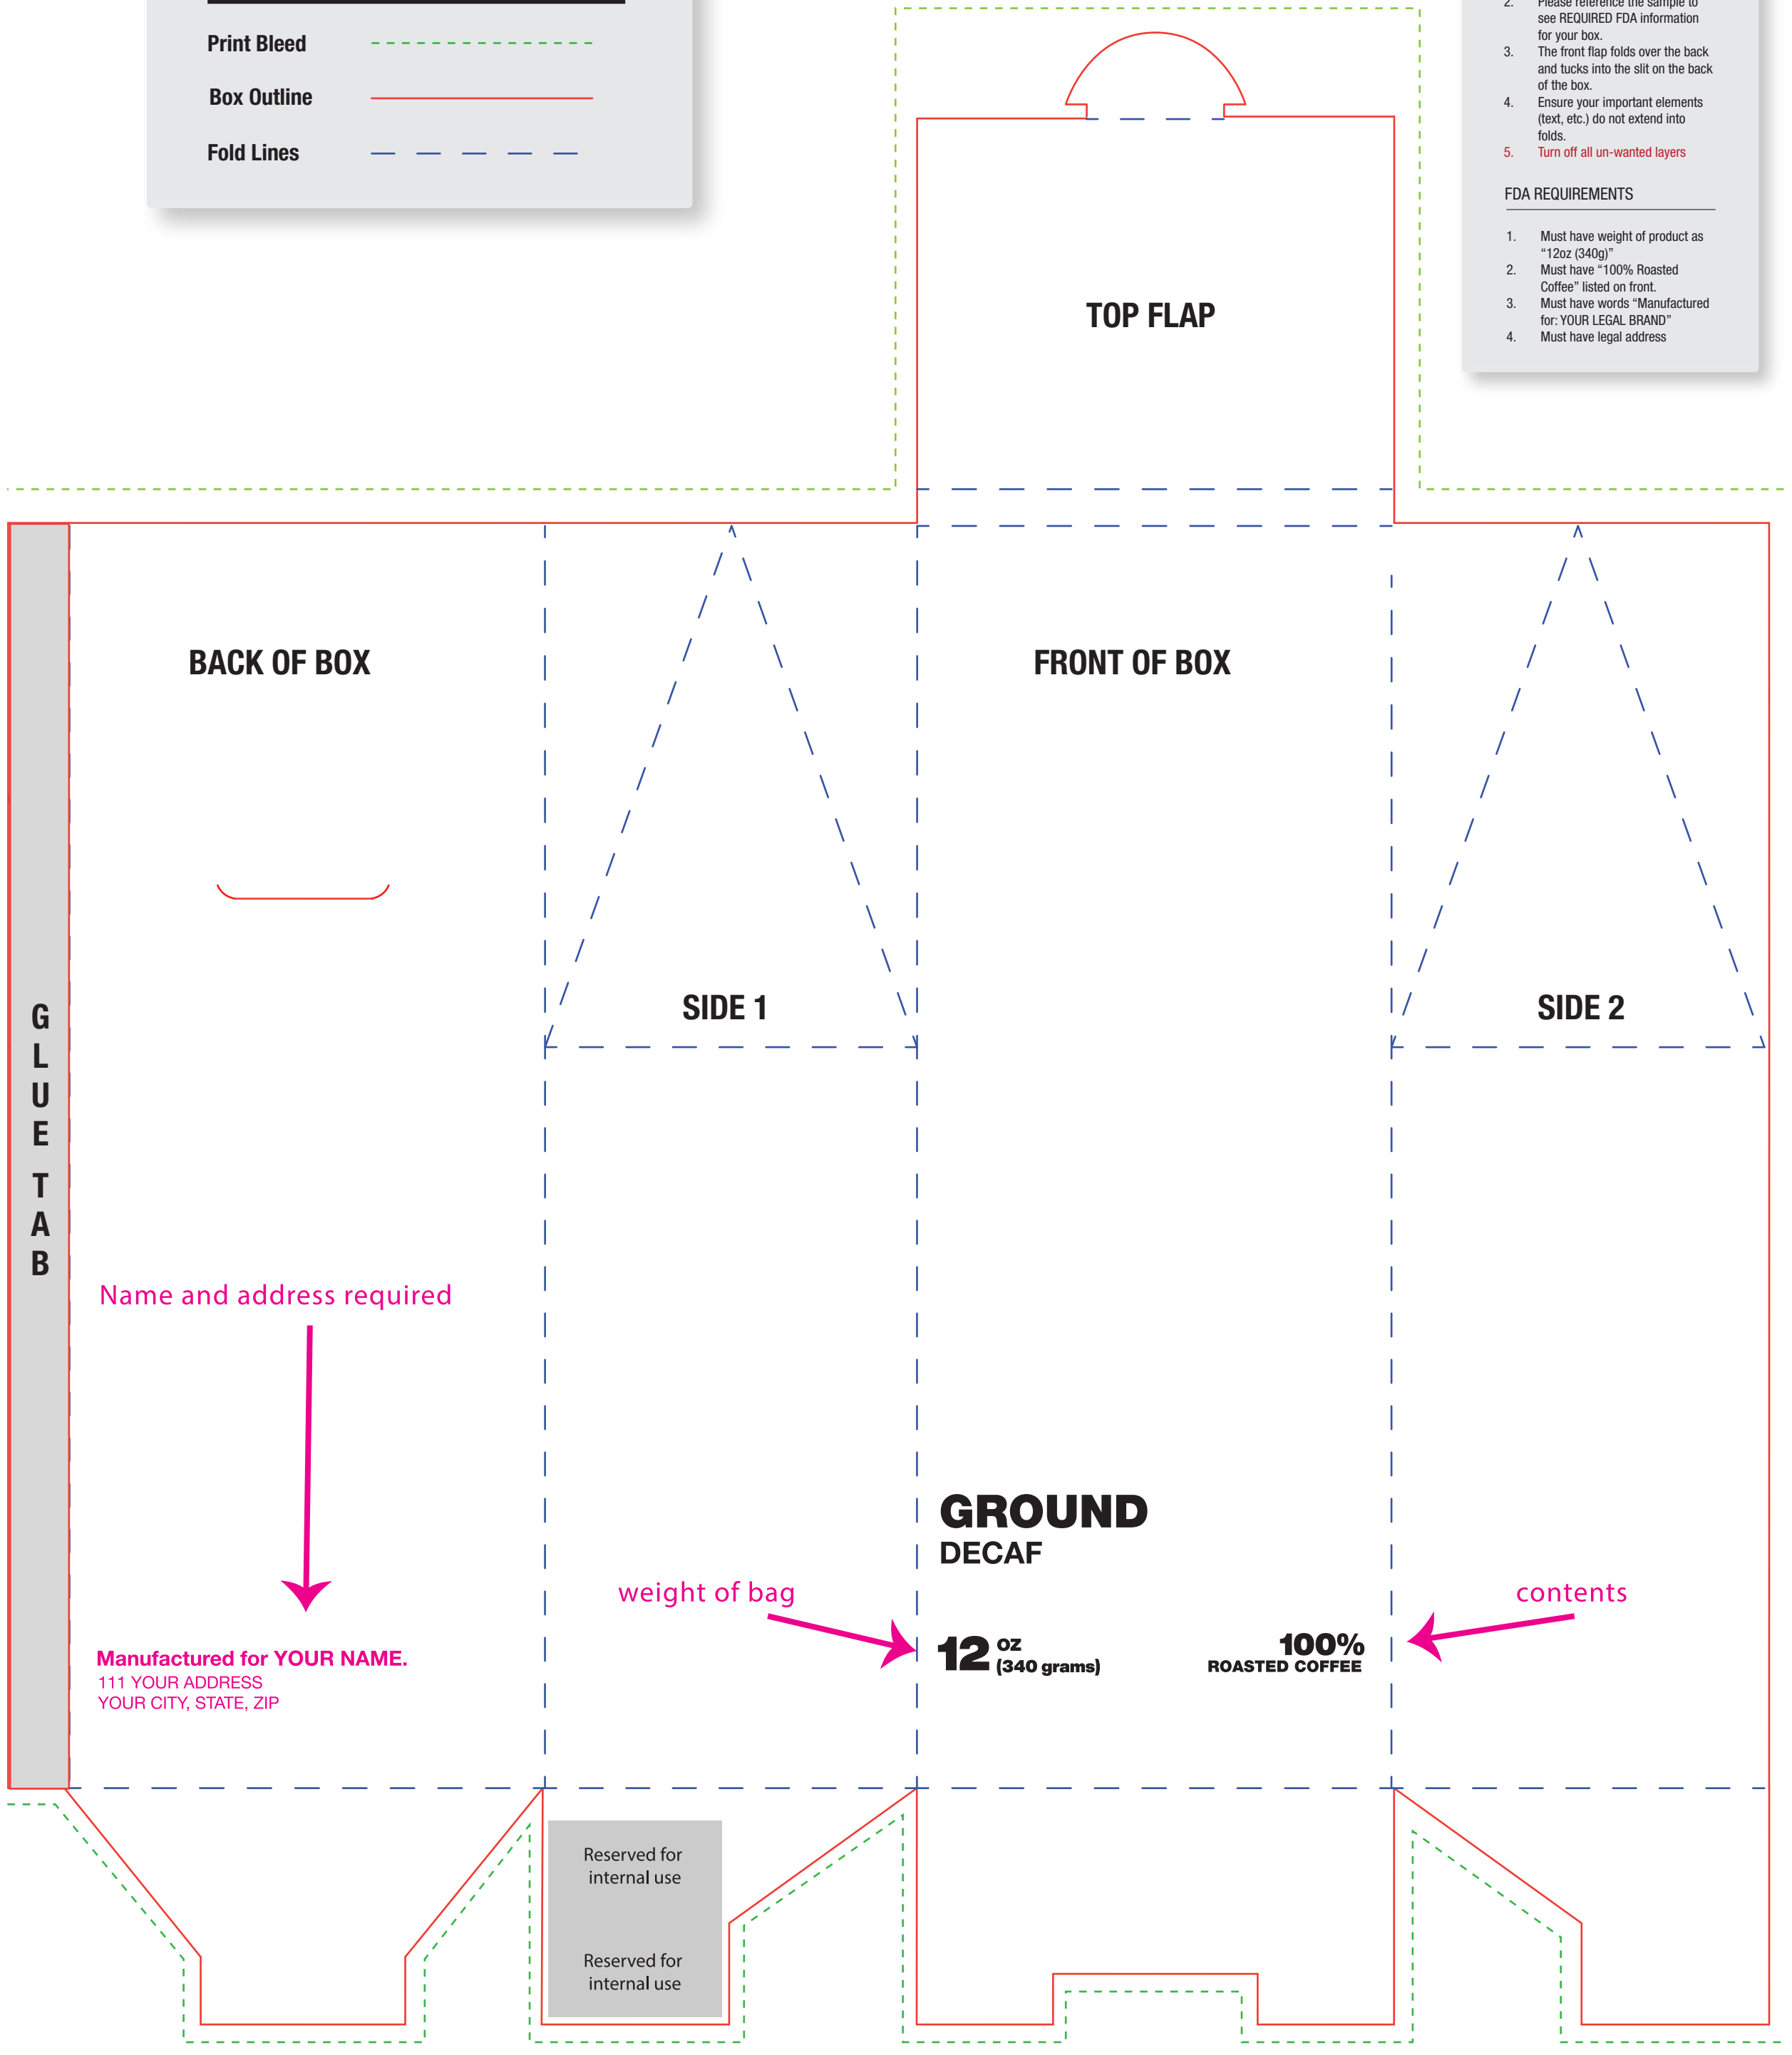 Print Bleed
Box Outline
Fold Lines
2. Please reference the sample to
see REQUIRED FDA information
for your box.
3. The front flap folds over the back
and tucks into the slit on the back
of the box.
4. Ensure your important elements
(text, etc.) do not extend into
folds.
5. Turn off all un-wanted layers
FDA REQUIREMENTS
1. Must have weight of product as
“12oz (340g)”
2. Must have “100% Roasted
Coffee” listed on front.
3. Must have words “Manufactured
for: YOUR LEGAL BRAND”
4. Must have legal address
TOP FLAP
BACK OF BOX
FRONT OF BOX
SIDE 1
SIDE 2
GLUE TAB
Name and address required
Manufactured for YOUR NAME.
111 YOUR ADDRESS
YOUR CITY, STATE, ZIP
weight of bag
GROUND
DECAF
12 oz
(340 grams)
100%
ROASTED COFFEE
contents
Reserved for
internal use
Reserved for
internal use